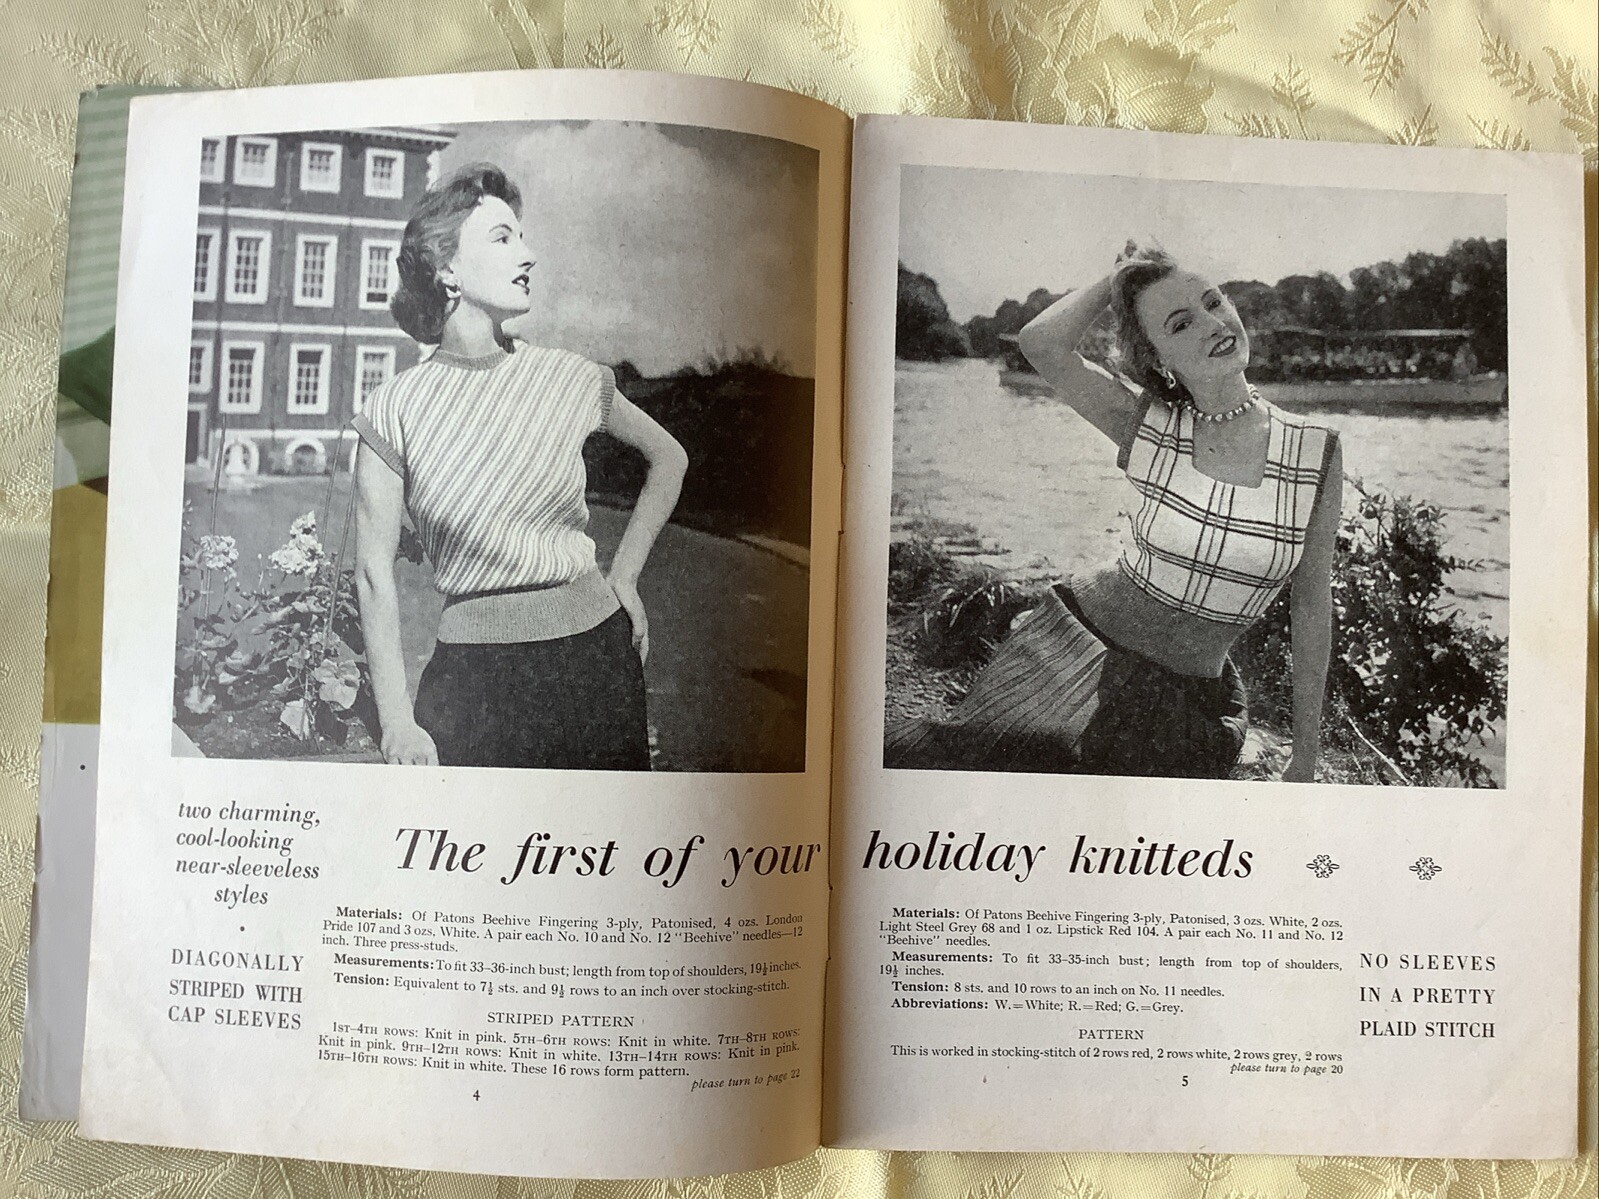 two charming,
cool-looking
near-sleeveless
styles
•
DIAGONALLY
STRIPED WITH
CAP SLEEVES
The first of your holiday knitteds
Materials: Of Patons Beehive Fingering 3-ply, Patonised, 4 ozs. London
Pride 107 and 3 ozs. White. A pair each No. 10 and No. 12 "Beehive" needles—12
inch. Three press-studs.
Measurements: To fit 33-36-inch bust; length from top of shoulders, 19½ inches.
Tension: Equivalent to 7½ sts. and 9½ rows to an inch over stocking-stitch.
STRIPED PATTERN
1ST-4TH ROWS: Knit in pink. 5TH-6TH ROWS: Knit in white. 7TH-8TH ROWS:
Knit in pink. 9TH-12TH ROWS: Knit in white. 13TH-14TH ROWS: Knit in pink.
15TH-16TH ROWS: Knit in white. These 16 rows form pattern.
please turn to page 22
4
Materials: Of Patons Beehive Fingering 3-ply, Patonised, 3 ozs. White, 2 ozs.
Light Steel Grey 68 and 1 oz. Lipstick Red 104. A pair each No. 11 and No. 12
"Beehive" needles.
Measurements: To fit 33-35-inch bust; length from top of shoulders,
19½ inches.
Tension: 8 sts. and 10 rows to an inch on No. 11 needles.
Abbreviations: W.=White; R.=Red; G.=Grey.
PATTERN
This is worked in stocking-stitch of 2 rows red, 2 rows white, 2 rows grey, 2 rows
please turn to page 20
5
NO SLEEVES
IN A PRETTY
PLAID STITCH